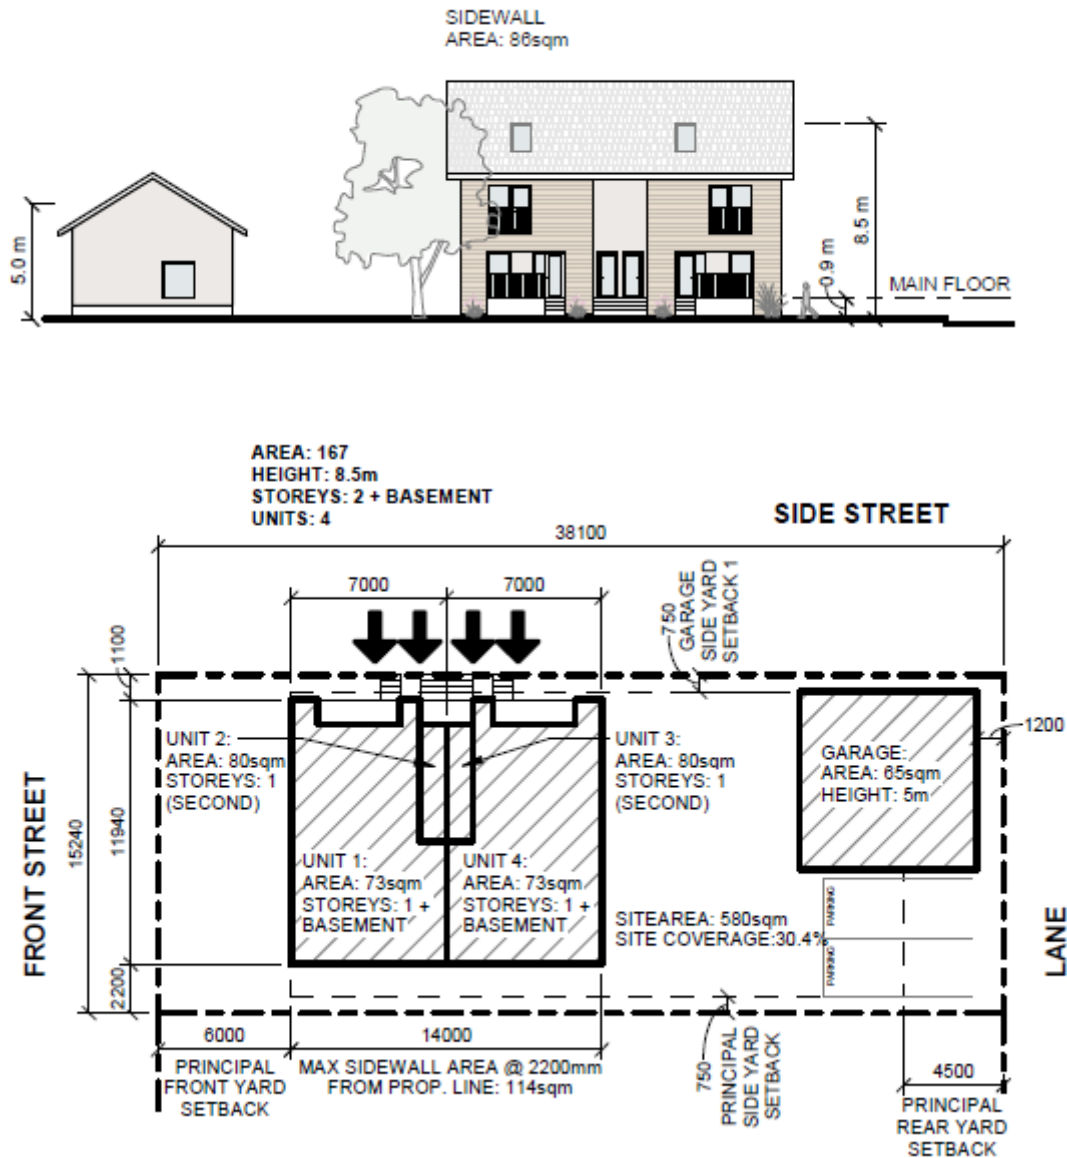 SIDEWALL
AREA: 86sqm
5.0 m
8.5 m
0.9 m
MAIN FLOOR
AREA: 167
HEIGHT: 8.5m
STOREYS: 2 + BASEMENT
UNITS: 4
SIDE STREET
38100
7000
7000
750
GARAGE
SIDE YARD
SETBACK 1
1100
15240
11940
2200
FRONT STREET
UNIT 2:
AREA: 80sqm
STOREYS: 1
(SECOND)
UNIT 3:
AREA: 80sqm
STOREYS: 1
(SECOND)
GARAGE:
AREA: 65sqm
HEIGHT: 5m
1200
UNIT 1:
AREA: 73sqm
STOREYS: 1 +
BASEMENT
UNIT 4:
AREA: 73sqm
STOREYS: 1 +
BASEMENT
SITEAREA: 580sqm
SITE COVERAGE:30.4%
PARKING
PARKING
LANE
6000
PRINCIPAL
FRONT YARD
SETBACK
14000
MAX SIDEWALL AREA @ 2200mm
FROM PROP. LINE: 114sqm
750
PRINCIPAL
SIDE YARD
SETBACK
4500
PRINCIPAL
REAR YARD
SETBACK